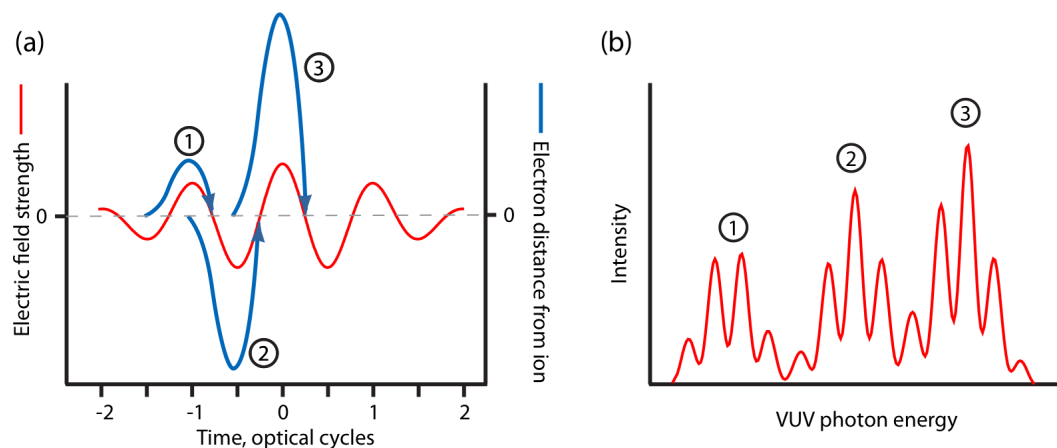 (a)
(b)
Electric field strength
0
1
2
3
0
Electron distance from ion
-2
-1
0
1
2
Time, optical cycles
Intensity
1
2
3
VUV photon energy